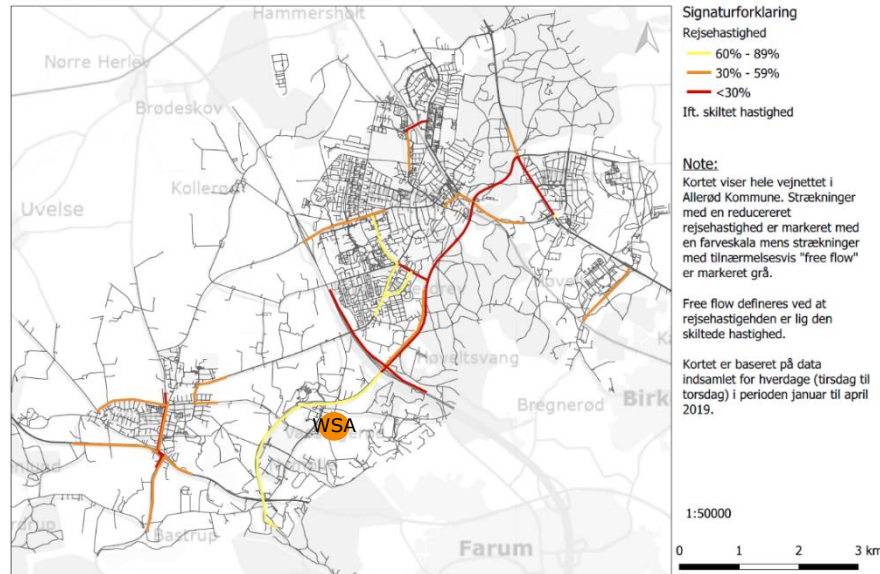 Hammersholt
Nørre Herlev
Brødeskov
Kollerød
Uvelse
Høveltsvang
Bregnerød
Birk
WSA
Bastrup
Farum
Signaturforklaring
Rejsehastighed
60% - 89%
30% - 59%
<30%
Ift. skiltet hastighed
Note:
Kortet viser hele vejnettet i
Allerød Kommune. Strækninger
med en reducereret
rejsehastighed er markeret med
en farveskala mens strækninger
med tilnærmelsesvis "free flow"
er markeret grå.
Free flow defineres ved at
rejsehastigehden er lig den
skiltede hastighed.
Kortet er baseret på data
indsamlet for hverdage (tirsdag til
torsdag) i perioden januar til april
2019.
1:50000
0 1 2 3 km